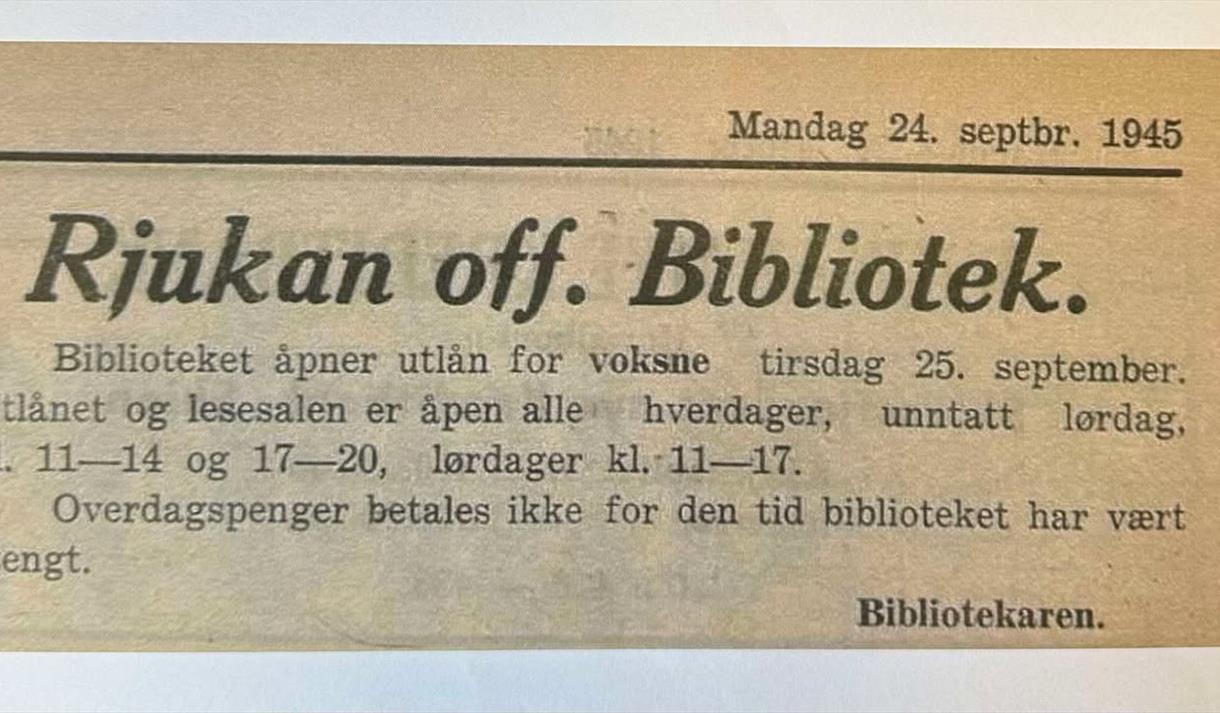 Mandag 24. septbr. 1945
Rjukan off. Bibliotek.
Biblioteket åpner utlån for voksne tirsdag 25. september.
tlånet og lesesalen er åpen alle hverdager, unntatt lørdag,
. 11—14 og 17—20, lørdager kl. 11—17.
Overdagspenger betales ikke for den tid biblioteket har vært
engt.
Bibliotekaren.